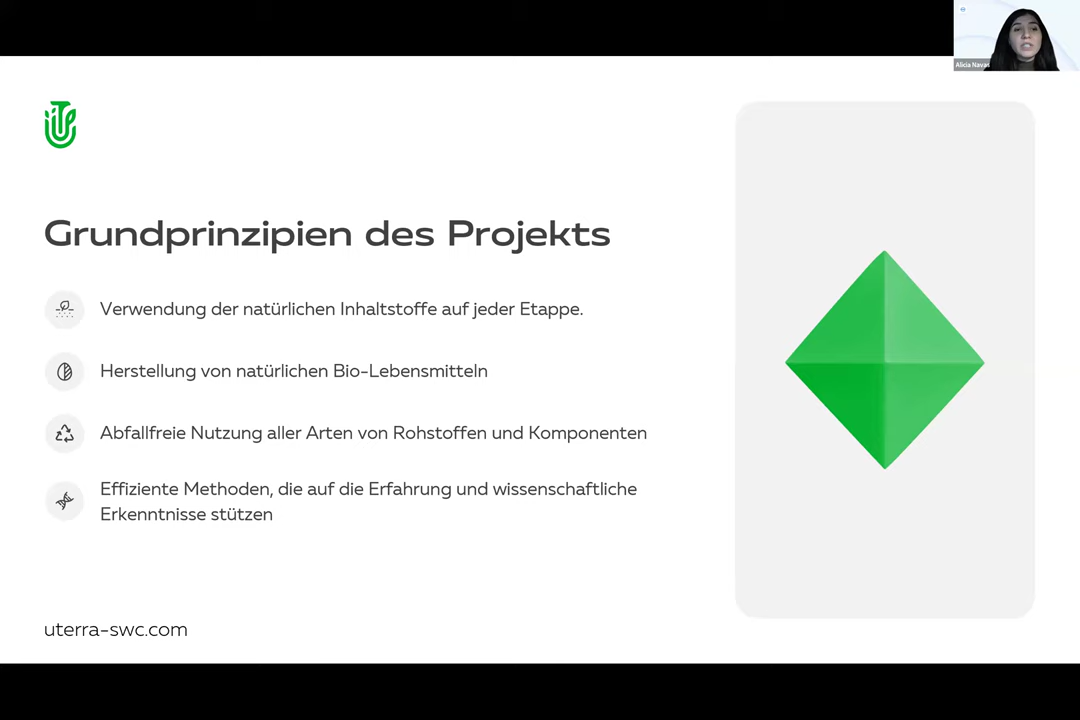 Alicia Navas
Grundprinzipien des Projekts
Verwendung der natürlichen Inhaltstoffe auf jeder Etappe.
Herstellung von natürlichen Bio-Lebensmitteln
Abfallfreie Nutzung aller Arten von Rohstoffen und Komponenten
Effiziente Methoden, die auf die Erfahrung und wissenschaftliche
Erkenntnisse stützen
uterra-swc.com